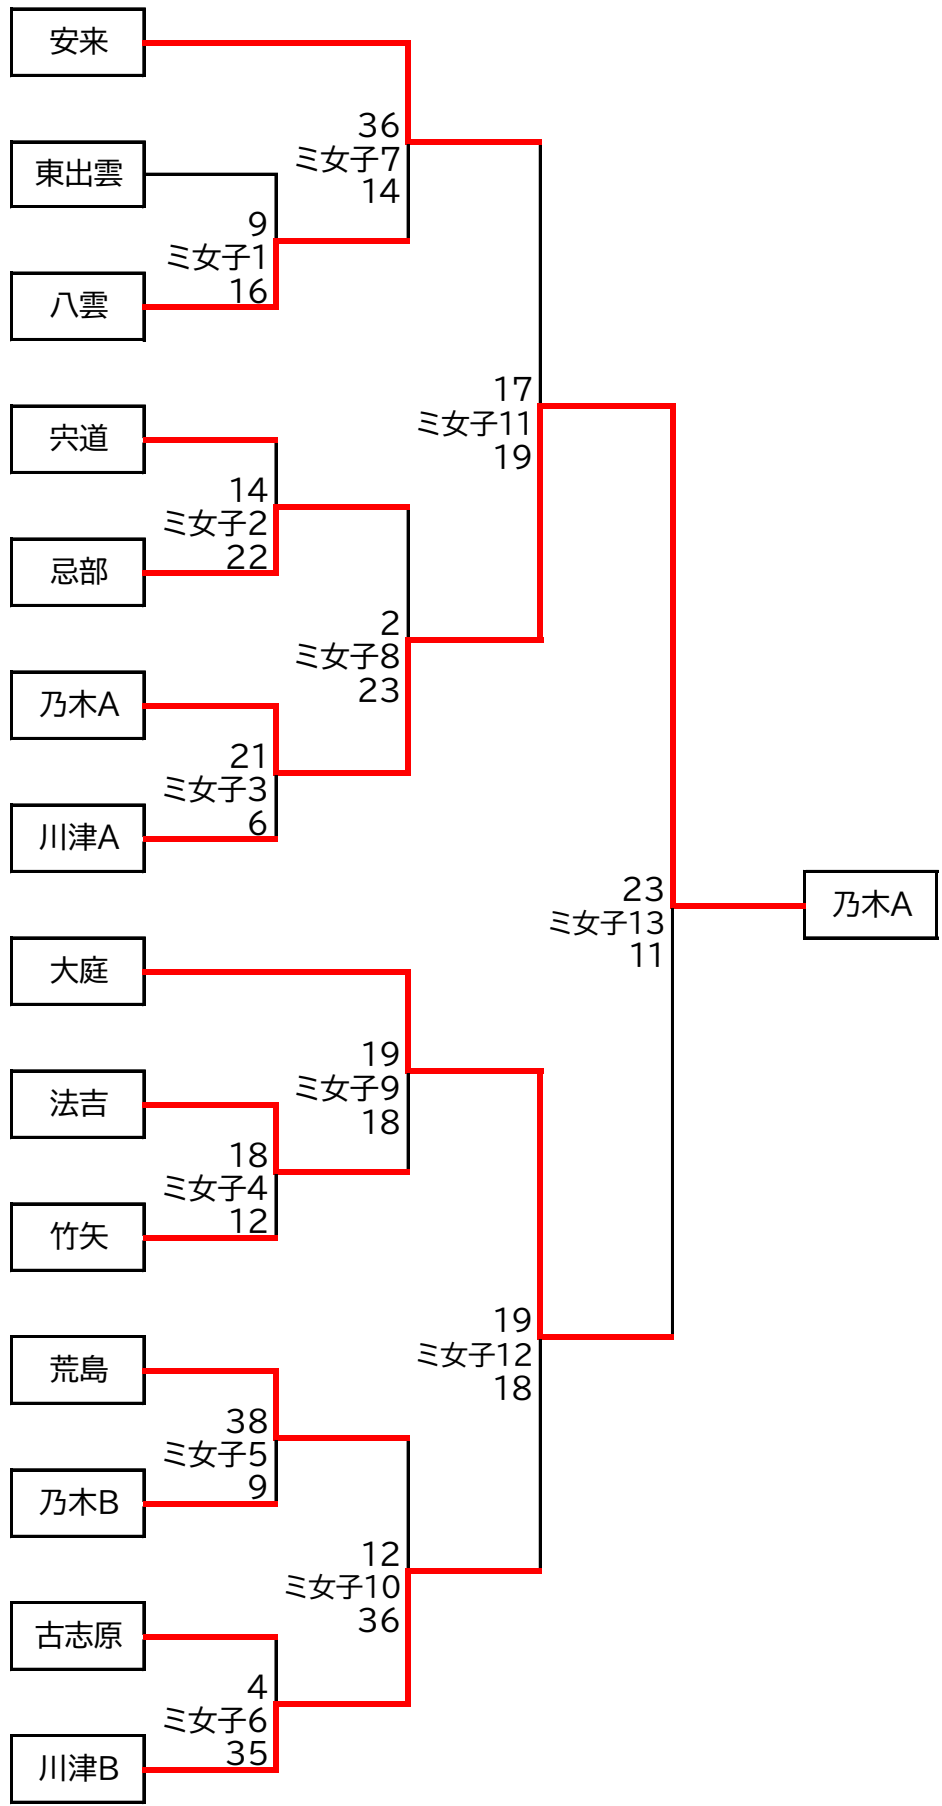 安来
36
ミ女子7
14
東出雲
9
ミ女子1
16
八雲
17
ミ女子11
19
宍道
14
ミ女子2
22
忌部
2
ミ女子8
23
乃木A
21
ミ女子3
6
川津A
23
ミ女子13
11
乃木A
大庭
19
ミ女子9
18
法吉
18
ミ女子4
12
竹矢
19
ミ女子12
18
荒島
38
ミ女子5
9
乃木B
12
ミ女子10
36
古志原
4
ミ女子6
35
川津B